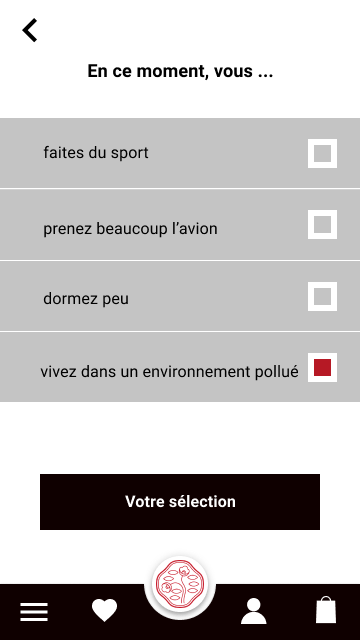 En ce moment, vous ...
faites du sport
prenez beaucoup l’avion
dormez peu
vivez dans un environnement pollué
Votre sélection